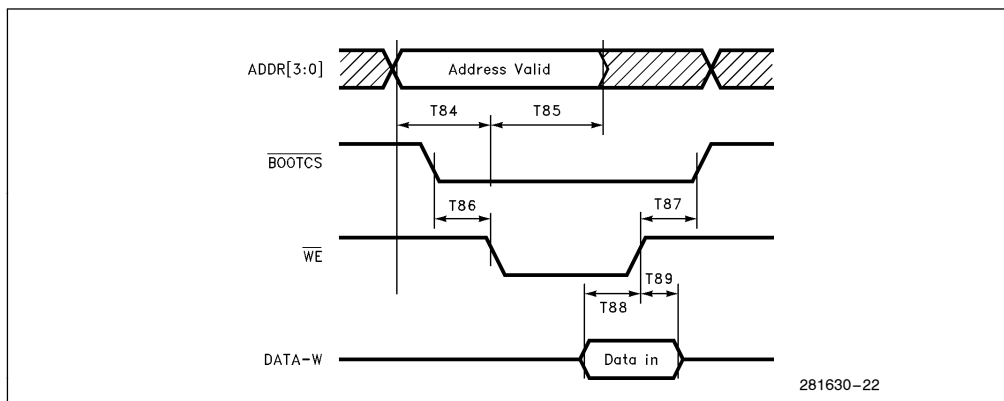 ADDR[3:0]
Address Valid
T84
T85
BOOTCS
T86
T87
WE
T88
T89
DATA-W
Data in
281630-22